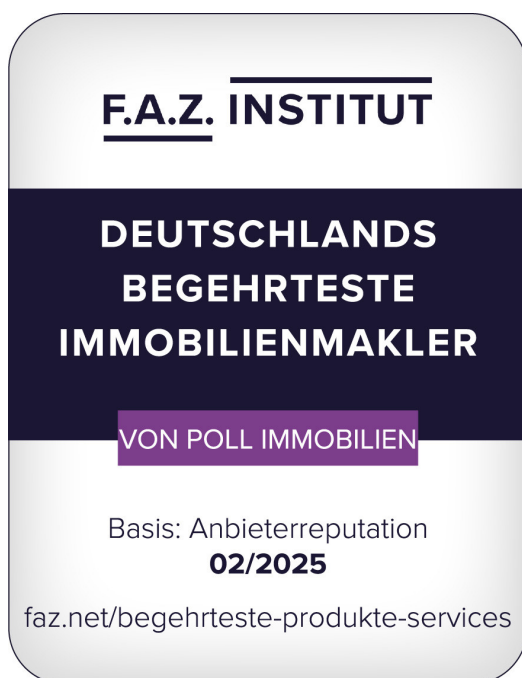 F.A.Z. INSTITUT
DEUTSCHLANDS
BEGEHRTESTE
IMMOBILIENMAKLER
VON POLL IMMOBILIEN
Basis: Anbieterreputation
02/2025
faz.net/begehrteste-produkte-services